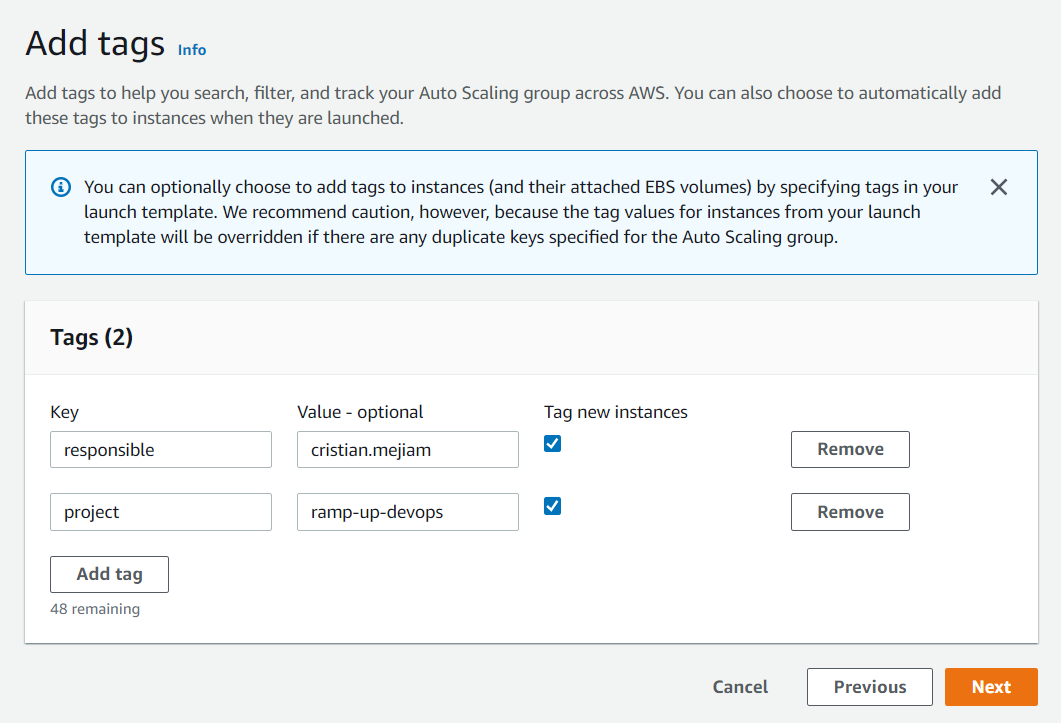 Add tags Info
Add tags to help you search, filter, and track your Auto Scaling group across AWS. You can also choose to automatically add
these tags to instances when they are launched.
You can optionally choose to add tags to instances (and their attached EBS volumes) by specifying tags in your
launch template. We recommend caution, however, because the tag values for instances from your launch
template will be overridden if there are any duplicate keys specified for the Auto Scaling group.
Tags (2)
Key Value - optional Tag new instances
responsible cristian.mejiam Remove
project ramp-up-devops Remove
Add tag
48 remaining
Cancel Previous Next